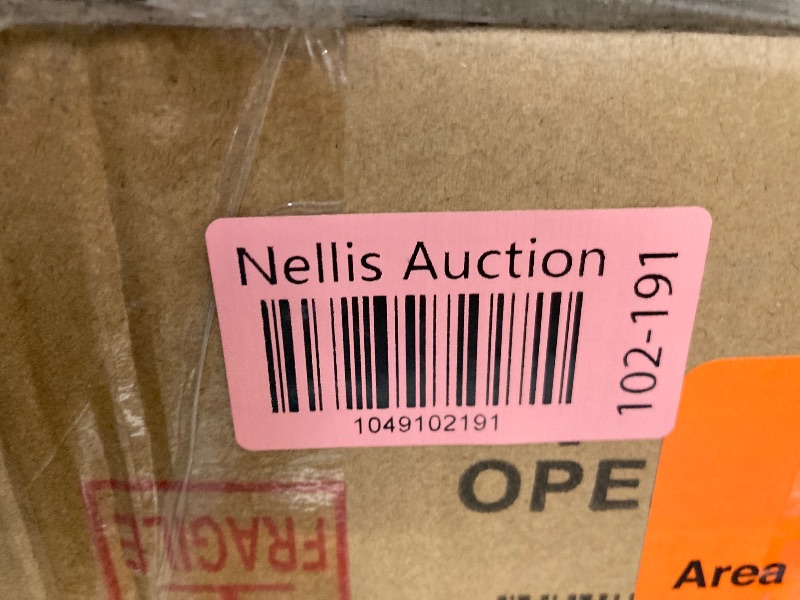 Nellis Auction
102-191
1049102191
OPE
FRAGILE
Area